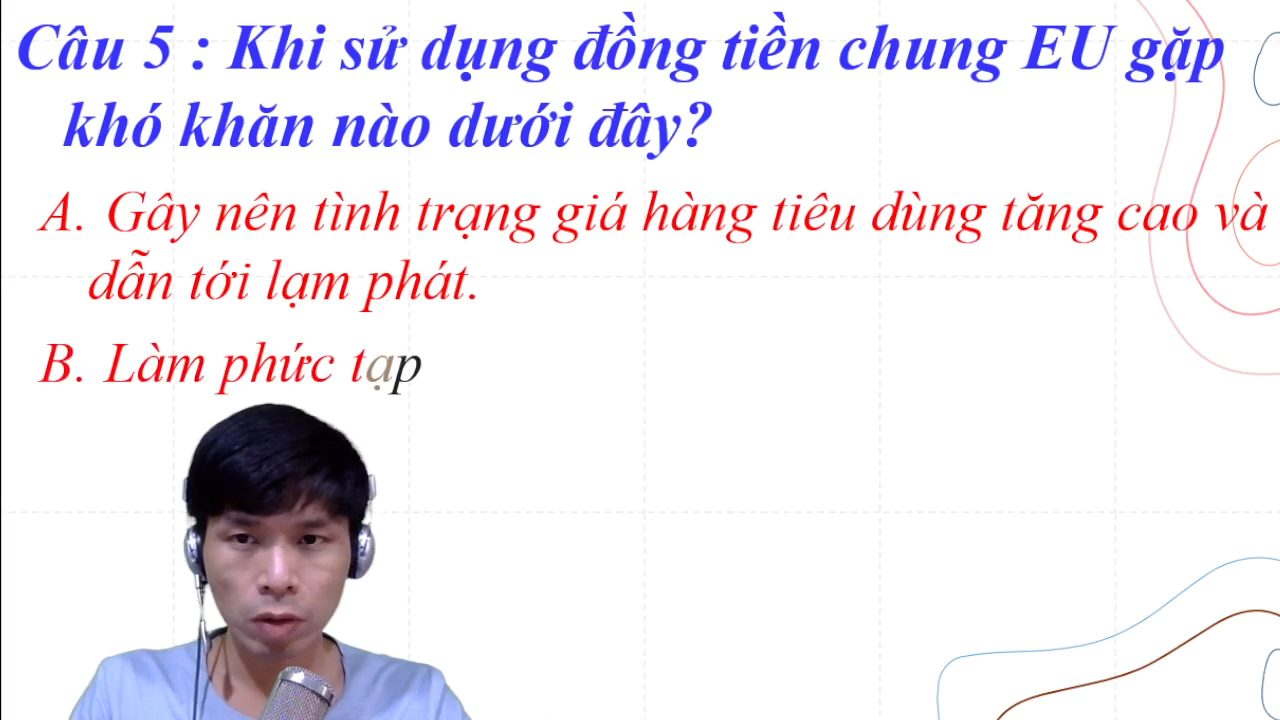 Câu 5 : Khi sử dụng đồng tiền chung EU gặp
khó khăn nào dưới đây?
A. Gây nên tình trạng giá hàng tiêu dùng tăng cao và
dẫn tới lạm phát.
B. Làm phức tạp